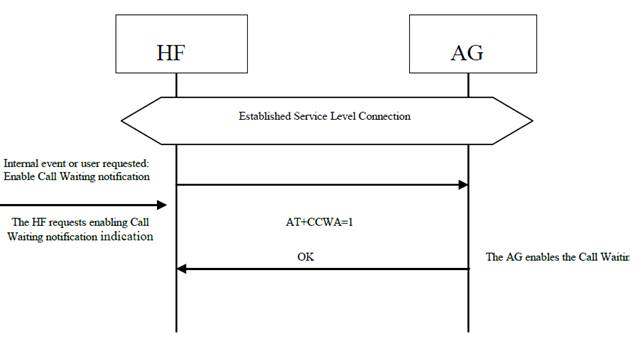 HF
AG
Established Service Level Connection
Internal event or user requested:
Enable Call Waiting notification
The HF requests enabling Call
Waiting notification indication
AT+CCWA=1
OK
The AG enables the Call